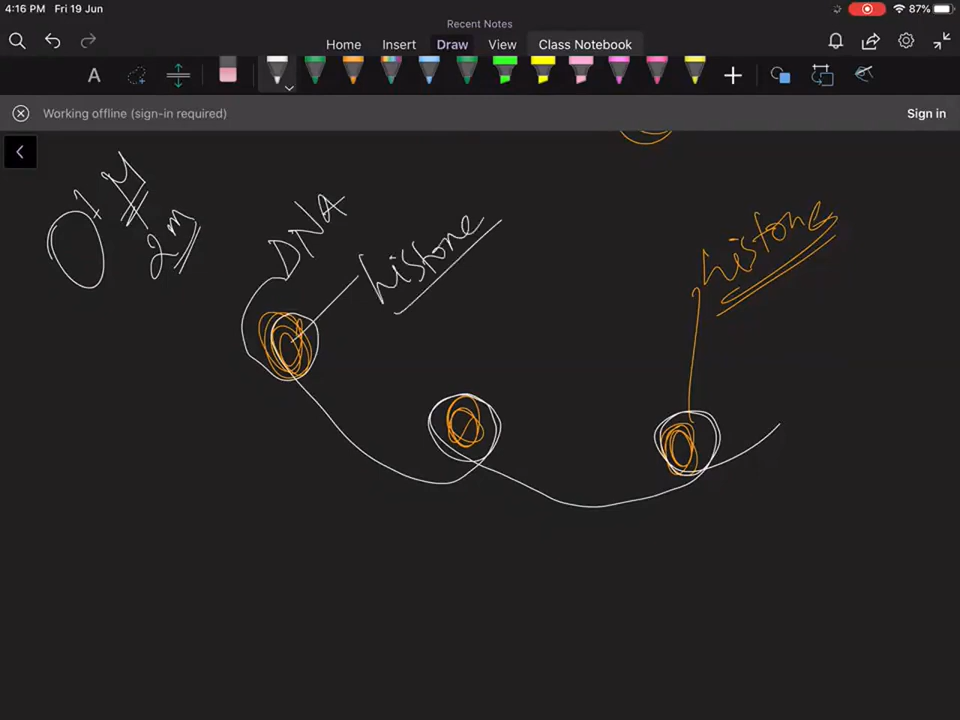 4:16 PM Fri 19 Jun
87%
Recent Notes
Home Insert Draw View Class Notebook
A
Working offline (sign-in required)
Sign in
2m
DNA
histone
histone